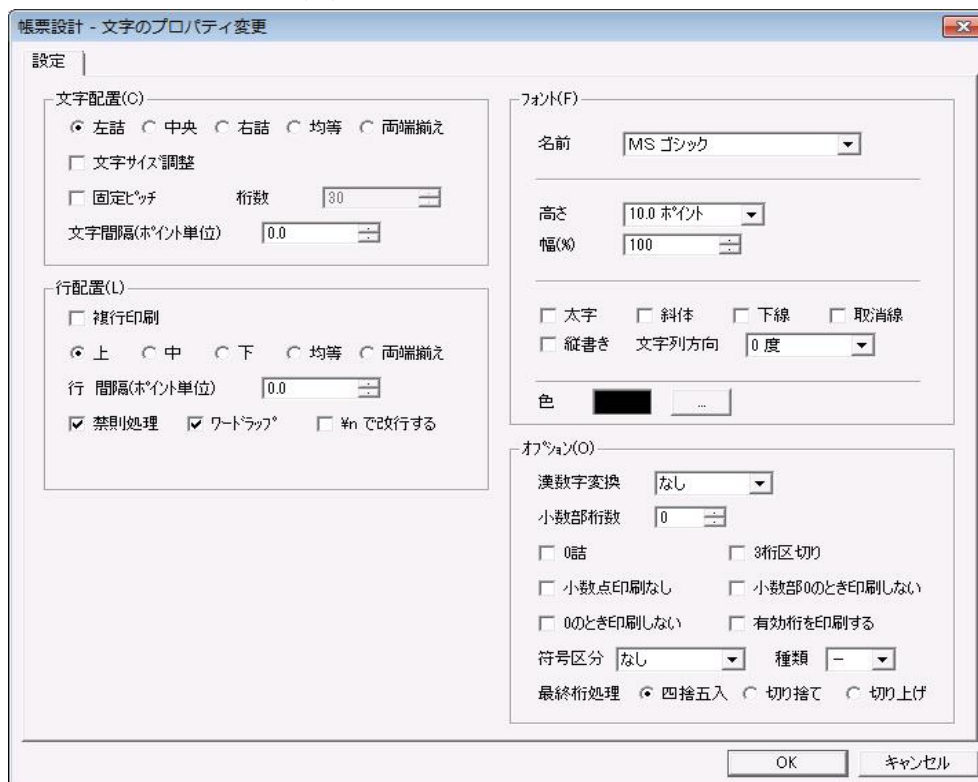 帳票設計 - 文字のプロパティ変更
設定
文字配置(C)
左詰 中央 右詰 均等 両端揃え
文字サイズ調整
固定ピッチ 桁数 30
文字間隔(ポイント単位) 0.0
行配置(L)
複行印刷
上 中 下 均等 両端揃え
行 間隔(ポイント単位) 0.0
禁則処理 ワードラップ ¥n で改行する
フォント(F)
名前 MS ゴシック
高さ 10.0 ポイント
幅(%) 100
太字 斜体 下線 取消線
縦書き 文字列方向 0 度
色 ...
オプション(O)
漢数字変換 なし
小数部桁数 0
0詰 3桁区切り
小数点印刷なし 小数部0のとき印刷しない
0のとき印刷しない 有効桁を印刷する
符号区分 なし 種類 −
最終桁処理 四捨五入 切り捨て 切り上げ
OK キャンセル